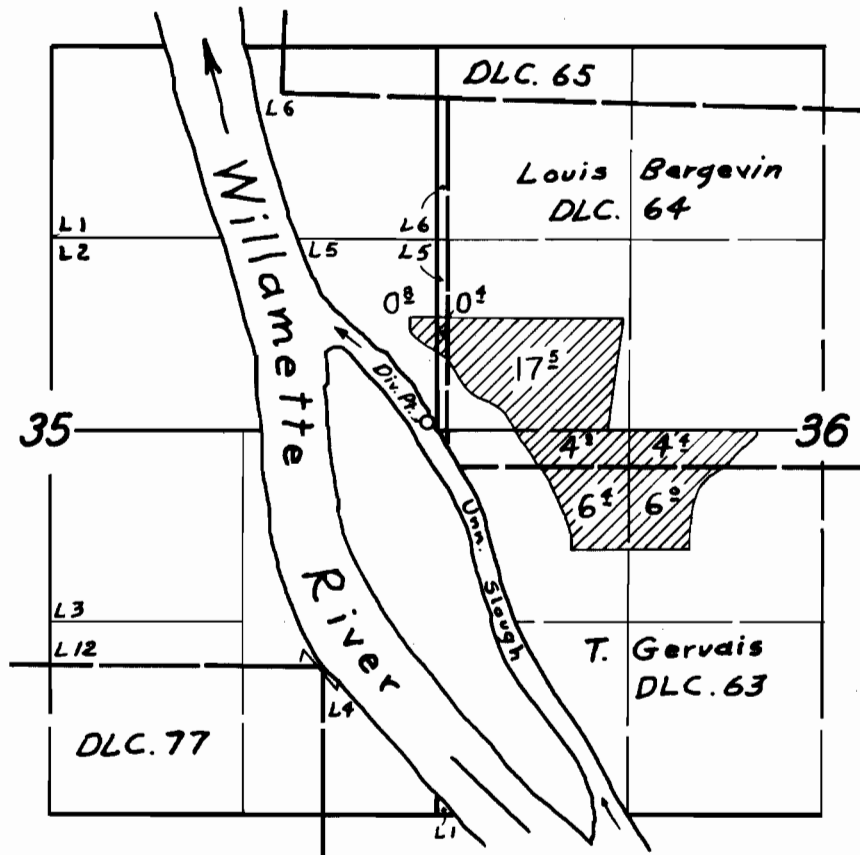 DLC. 65
L6
Louis Bergevin
DLC. 64
L1
L2
L5
L6
L5
Willamette
River
0⁸
0⁴
17⁵
Div. Pt.
35
36
4⁴
6⁴
6⁰
Unn. Slough
L3
L12
T. Gervais
DLC. 63
L4
DLC. 77
L1